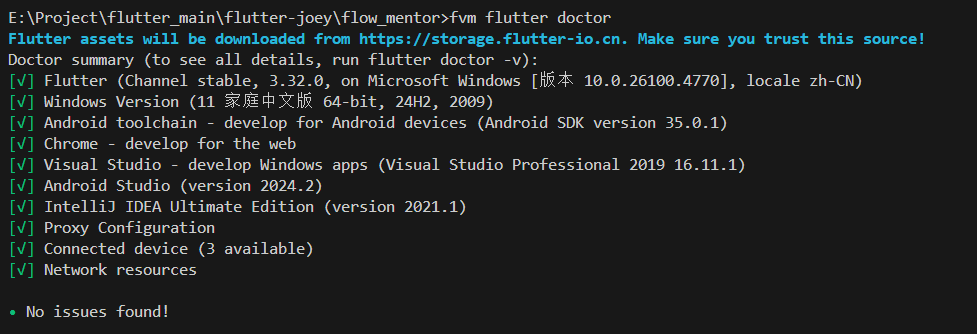 E:\Project\flutter_main\flutter-joey\flow_mentor>fvm flutter doctor
Flutter assets will be downloaded from https://storage.flutter-io.cn. Make sure you trust this source!
Doctor summary (to see all details, run flutter doctor -v):
[√] Flutter (Channel stable, 3.32.0, on Microsoft Windows [版本 10.0.26100.4770], locale zh-CN)
[√] Windows Version (11 家庭中文版 64-bit, 24H2, 2009)
[√] Android toolchain - develop for Android devices (Android SDK version 35.0.1)
[√] Chrome - develop for the web
[√] Visual Studio - develop Windows apps (Visual Studio Professional 2019 16.11.1)
[√] Android Studio (version 2024.2)
[√] IntelliJ IDEA Ultimate Edition (version 2021.1)
[√] Proxy Configuration
[√] Connected device (3 available)
[√] Network resources
• No issues found!